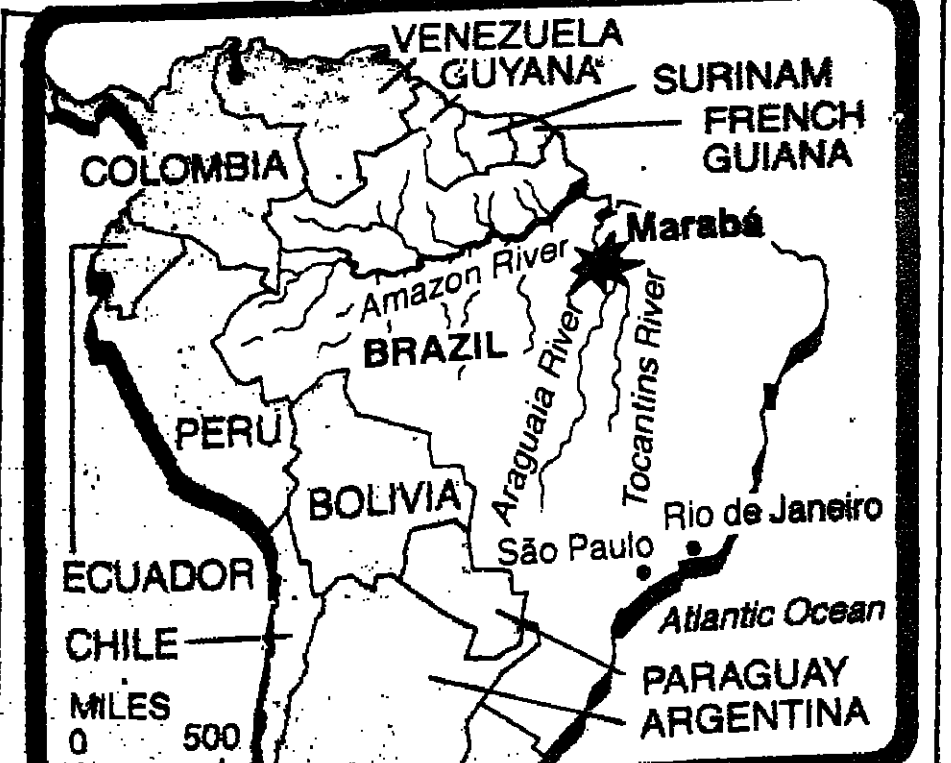 VENEZUELA
GUYANA
SURINAM
FRENCH
GUIANA
COLOMBIA
Marabá
Amazon River
BRAZIL
Araguaia River
Tocantins River
PERU
BOLIVIA
Rio de Janeiro
São Paulo
ECUADOR
Atlantic Ocean
CHILE
PARAGUAY
MILES
ARGENTINA
0 500